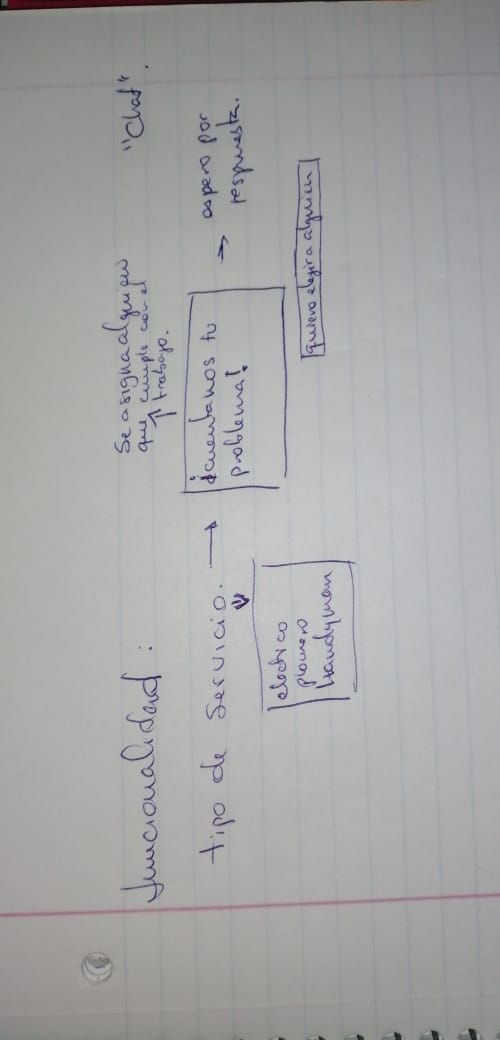 funcionalidad :
Se asigna alguien
que cumple con el
trabajo.
"Chat".
tipo de servicio. →
¡cuentanos tu
problema!
→ espero por
respuesta.
electrico
plomero
Handyman
quiero elejir a alguien